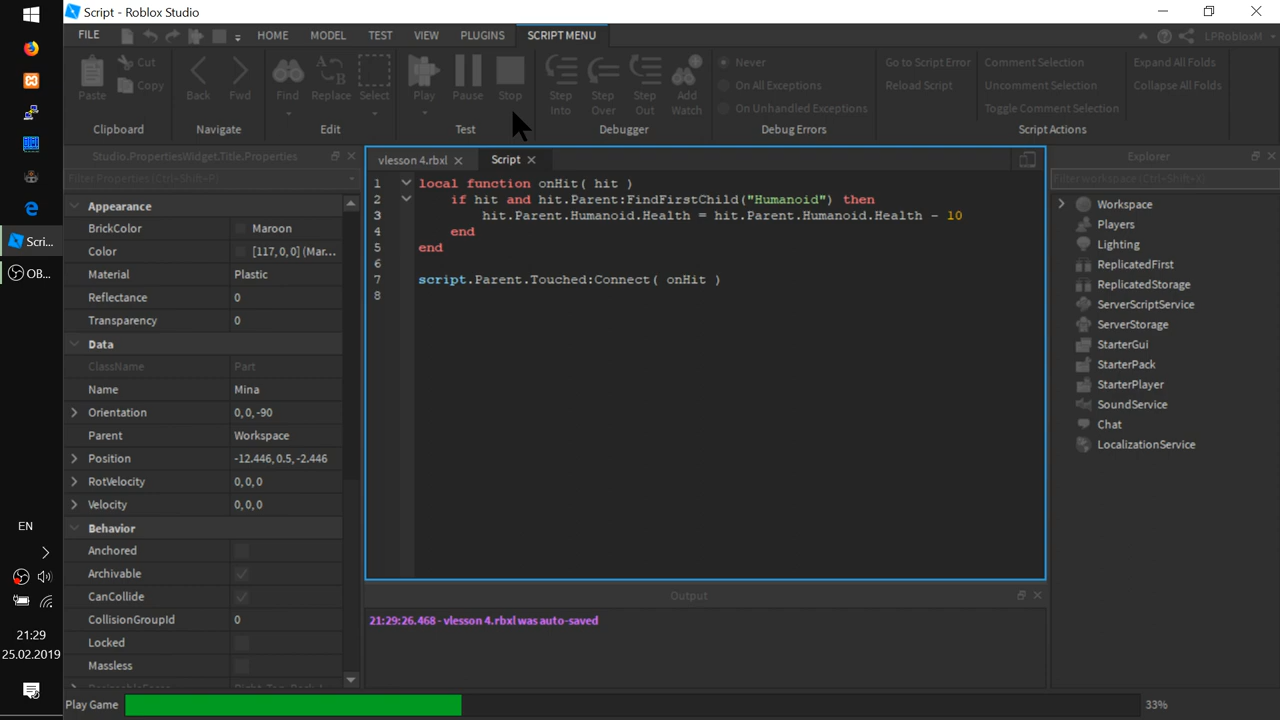 Script - Roblox Studio
FILE
HOME
MODEL
TEST
VIEW
PLUGINS
SCRIPT MENU
LPRobloxM
Paste
Cut
Copy
Clipboard
Back
Fwd
Navigate
Find
Replace
Select
Edit
Play
Pause
Stop
Test
Step Into
Step Over
Step Out
Add Watch
Debugger
Never
On All Exceptions
On Unhandled Exceptions
Debug Errors
Go to Script Error
Reload Script
Comment Selection
Uncomment Selection
Toggle Comment Selection
Expand All Folds
Collapse All Folds
Script Actions
Studio.PropertiesWidget.Title.Properties
Filter Properties (Ctrl+Shift+P)
Appearance
BrickColor Maroon
Color [117, 0, 0] (Mar...
Material Plastic
Reflectance 0
Transparency 0
Data
ClassName Part
Name Mina
Orientation 0, 0, -90
Parent Workspace
Position -12.446, 0.5, -2.446
RotVelocity 0, 0, 0
Velocity 0, 0, 0
Behavior
Anchored
Archivable
CanCollide
CollisionGroupId 0
Locked
Massless
vlesson 4.rbxl
Script
1 local function onHit( hit )
2 if hit and hit.Parent:FindFirstChild("Humanoid") then
3 hit.Parent.Humanoid.Health = hit.Parent.Humanoid.Health - 10
4 end
5 end
6
7 script.Parent.Touched:Connect( onHit )
8
Output
21:29:26.468 - vlesson 4.rbxl was auto-saved
Explorer
Filter workspace (Ctrl+Shift+X)
Workspace
Players
Lighting
ReplicatedFirst
ReplicatedStorage
ServerScriptService
ServerStorage
StarterGui
StarterPack
StarterPlayer
SoundService
Chat
LocalizationService
Scri...
OB...
EN
21:29
25.02.2019
Play Game
33%